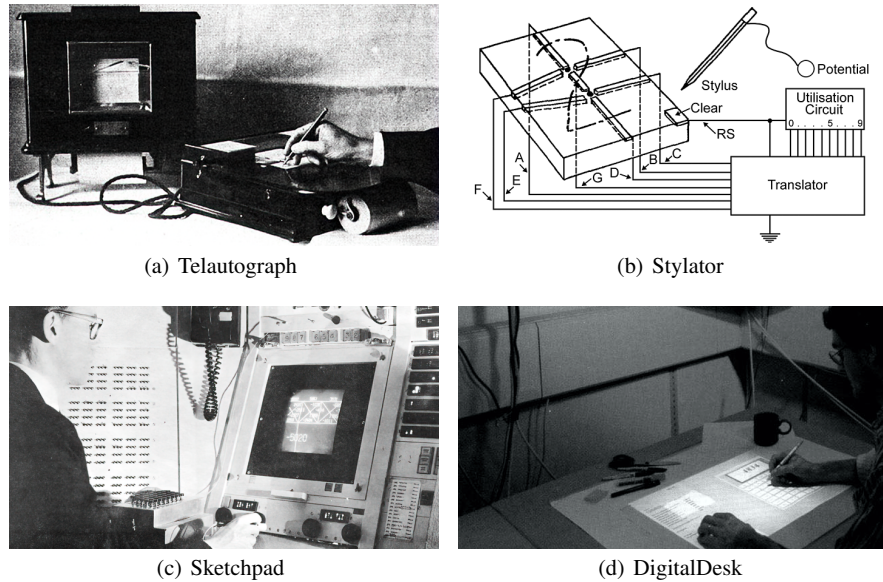 Stylus
Potential
Clear
Utilisation
Circuit
0 . . . . 5 . . . 9
RS
A
B
C
D
E
F
G
Translator
(a) Telautograph
(b) Stylator
(c) Sketchpad
(d) DigitalDesk